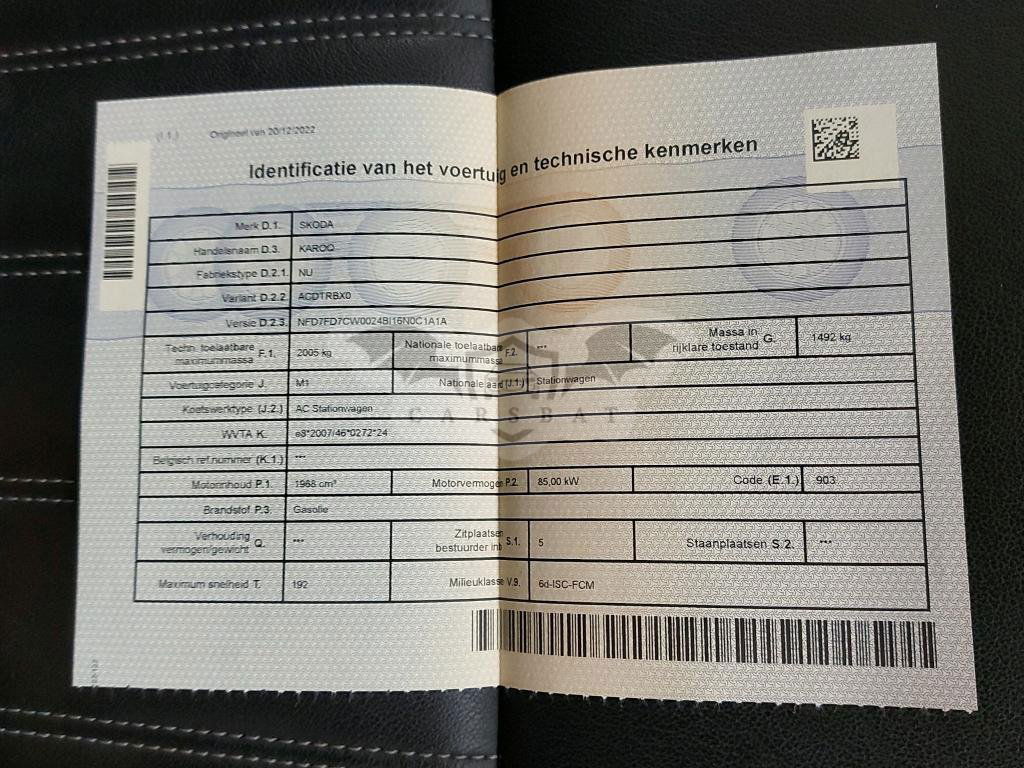 (I.1.) Origineel van 20/12/2022
Identificatie van het voertuig en technische kenmerken
Merk D.1. SKODA
Handelsnaam D.3. KAROQ
Fabriekstype D.2.1. NU
Variant D.2.2. ACDTRBX0
Versie D.2.3. NFD7FD7CW0024BI16N0C1A1A
Techn. toelaatbare maximummassa F.1. 2005 kg Nationale toelaatbare maximummassa F.2. *** Massa in rijklare toestand G. 1492 kg
Voertuigcategorie J. M1 Nationale aard (J.1.) Stationwagen
Koetswerktype (J.2.) AC Stationwagen
CARSBAT
WVTA K. e8*2007/46*0272*24
Belgisch ref.nummer (K.1.) ***
Motorinhoud P.1. 1968 cm³ Motorvermogen P.2. 85,00 kW Code (E.1.) 903
Brandstof P.3. Gasolie
Verhouding vermogen/gewicht Q. *** Zitplaatsen bestuurder inb S.1. 5 Staanplaatsen S.2. ***
Maximum snelheid T. 192 Milieuklasse V.9. 6d-ISC-FCM